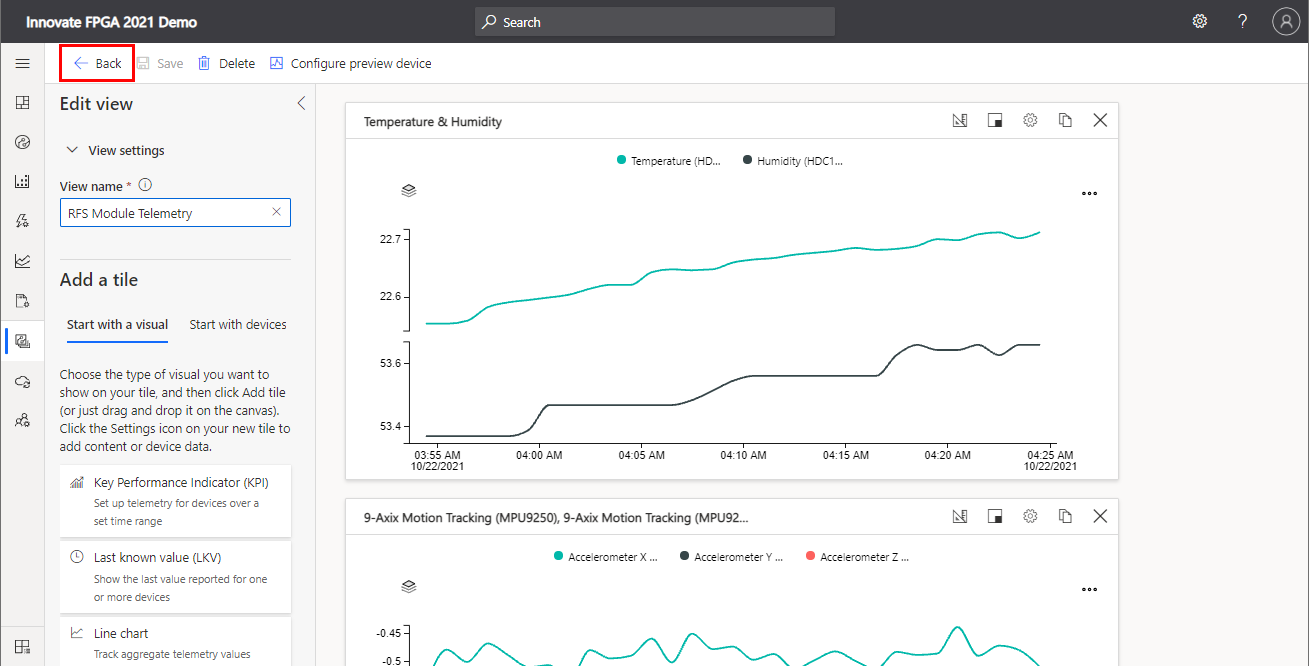 Innovate FPGA 2021 Demo
Search
?
Back
Save
Delete
Configure preview device
Edit view
View settings
View name *
RFS Module Telemetry
Add a tile
Start with a visual
Start with devices
Choose the type of visual you want to
show on your tile, and then click Add tile
(or just drag and drop it on the canvas).
Click the Settings icon on your new tile to
add content or device data.
Key Performance Indicator (KPI)
Set up telemetry for devices over a
set time range
Last known value (LKV)
Show the last value reported for one
or more devices
Line chart
Track aggregate telemetry values
Temperature & Humidity
Temperature (HD...
Humidity (HDC1...
22.7
22.6
53.6
53.4
03:55 AM
10/22/2021
04:00 AM
04:05 AM
04:10 AM
04:15 AM
04:20 AM
04:25 AM
10/22/2021
9-Axix Motion Tracking (MPU9250), 9-Axix Motion Tracking (MPU92...
Accelerometer X ...
Accelerometer Y ...
Accelerometer Z ...
-0.45
-0.5